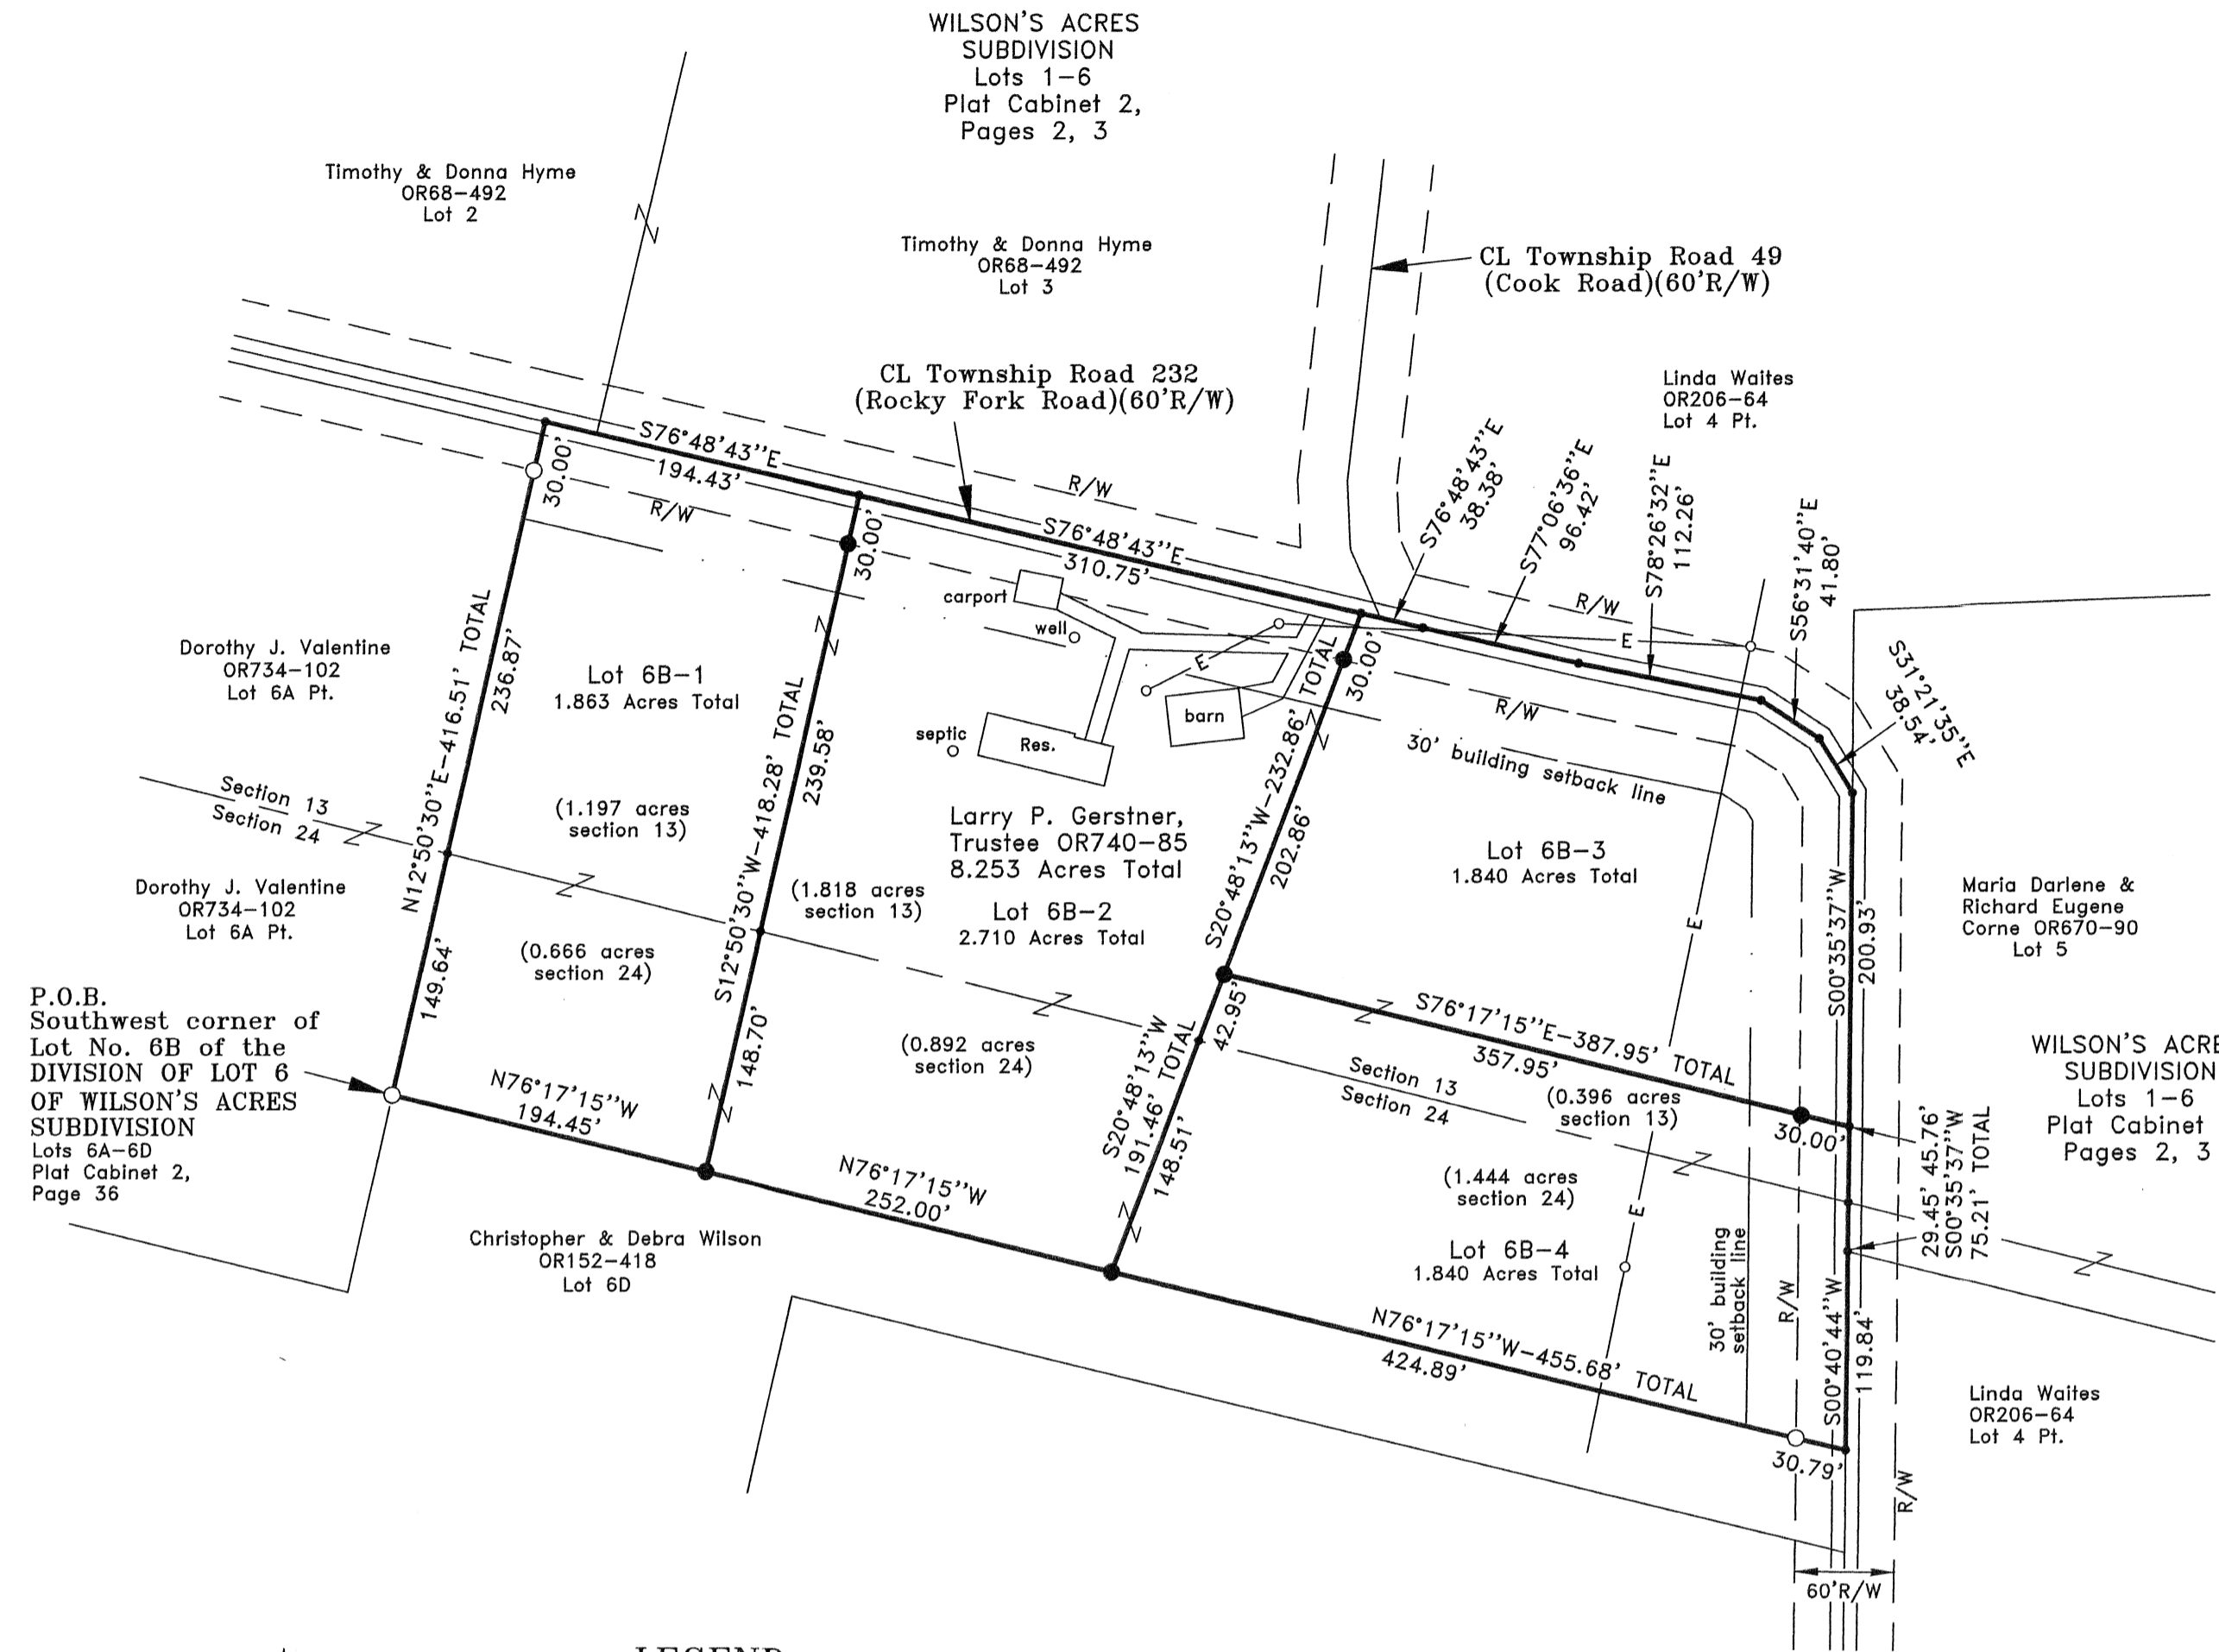 WILSON'S ACRES
SUBDIVISION
Lots 1-6
Plat Cabinet 2,
Pages 2, 3
Timothy & Donna Hyme
OR68-492
Lot 2
Timothy & Donna Hyme
OR68-492
Lot 3
CL Township Road 49
(Cook Road)(60'R/W)
CL Township Road 232
(Rocky Fork Road)(60'R/W)
Linda Waites
OR206-64
Lot 4 Pt.
S76°48'43''E
194.43'
30.00'
R/W
R/W
S76°48'43''E
310.75'
30.00'
S76°48'43''E
38.38'
S77°06'36''E
96.42'
S78°26'32''E
112.26'
S56°31'40''E
41.80'
S31°21'35''E
38.54'
R/W
E
E
carport
well
septic
Res.
barn
30.00'
R/W
30' building setback line
Dorothy J. Valentine
OR734-102
Lot 6A Pt.
N12°50'30''E-416.51' TOTAL
236.87'
Lot 6B-1
1.863 Acres Total
S12°50'30''W-418.28' TOTAL
239.58'
Section 13
Section 24
(1.197 acres
section 13)
Larry P. Gerstner,
Trustee OR740-85
8.253 Acres Total
(1.818 acres
section 13)
Lot 6B-2
2.710 Acres Total
S20°48'13''W-232.86' TOTAL
202.86'
Lot 6B-3
1.840 Acres Total
E
S00°35'37''W
200.93'
Maria Darlene &
Richard Eugene
Corne OR670-90
Lot 5
Dorothy J. Valentine
OR734-102
Lot 6A Pt.
149.64'
(0.666 acres
section 24)
148.70'
(0.892 acres
section 24)
P.O.B.
Southwest corner of
Lot No. 6B of the
DIVISION OF LOT 6
OF WILSON'S ACRES
SUBDIVISION
Lots 6A-6D
Plat Cabinet 2,
Page 36
N76°17'15''W
194.45'
N76°17'15''W
252.00'
S20°48'13''W
191.46' TOTAL
42.95'
148.51'
S76°17'15''E-387.95' TOTAL
357.95'
30.00'
Section 13
Section 24
(0.396 acres
section 13)
(1.444 acres
section 24)
Lot 6B-4
1.840 Acres Total
E
30' building
setback line
R/W
29.45' 45.76'
S00°35'37''W
75.21' TOTAL
WILSON'S ACRE
SUBDIVISION
Lots 1-6
Plat Cabinet
Pages 2, 3
S00°40'44''W
119.84'
Christopher & Debra Wilson
OR152-418
Lot 6D
N76°17'15''W-455.68' TOTAL
424.89'
30.79'
Linda Waites
OR206-64
Lot 4 Pt.
R/W
60'R/W
LEGEND